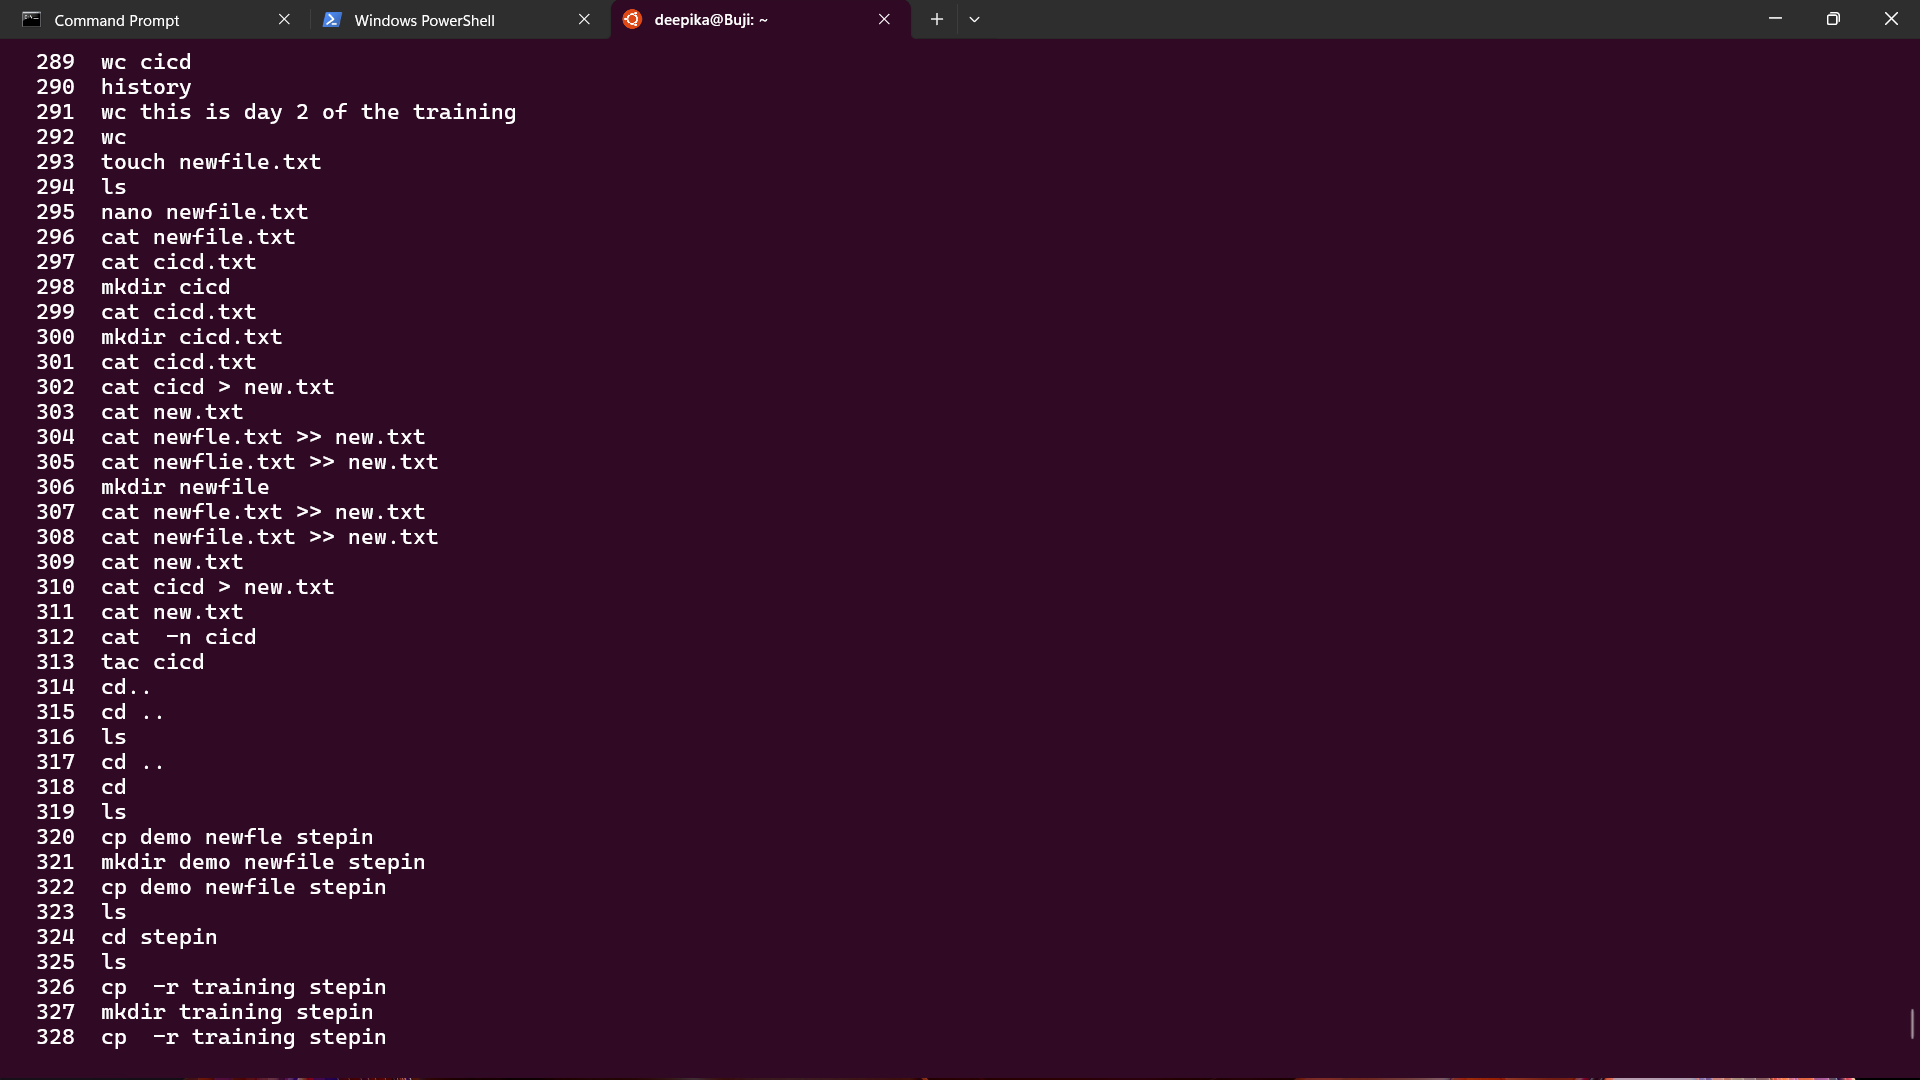 Command Prompt
Windows PowerShell
deepika@Buji: ~
289 wc cicd
290 history
291 wc this is day 2 of the training
292 wc
293 touch newfile.txt
294 ls
295 nano newfile.txt
296 cat newfile.txt
297 cat cicd.txt
298 mkdir cicd
299 cat cicd.txt
300 mkdir cicd.txt
301 cat cicd.txt
302 cat cicd > new.txt
303 cat new.txt
304 cat newfle.txt >> new.txt
305 cat newflie.txt >> new.txt
306 mkdir newfile
307 cat newfle.txt >> new.txt
308 cat newfile.txt >> new.txt
309 cat new.txt
310 cat cicd > new.txt
311 cat new.txt
312 cat  -n cicd
313 tac cicd
314 cd..
315 cd ..
316 ls
317 cd ..
318 cd
319 ls
320 cp demo newfle stepin
321 mkdir demo newfile stepin
322 cp demo newfile stepin
323 ls
324 cd stepin
325 ls
326 cp  -r training stepin
327 mkdir training stepin
328 cp  -r training stepin